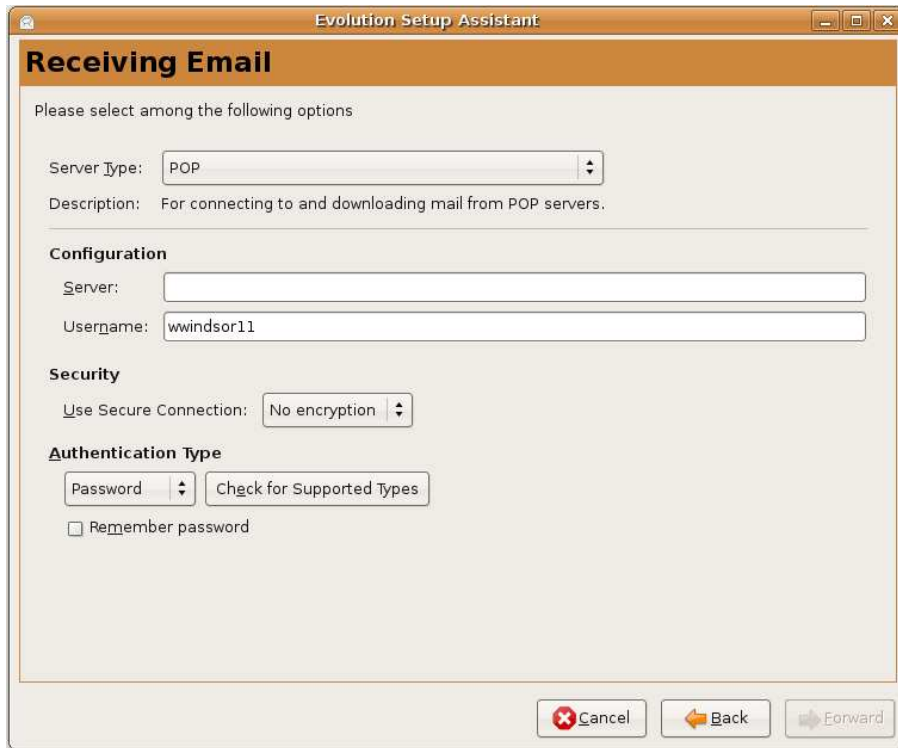 Evolution Setup Assistant
Receiving Email
Please select among the following options
Server Type: POP
Description: For connecting to and downloading mail from POP servers.
Configuration
Server:
Username: wwindsor11
Security
Use Secure Connection: No encryption
Authentication Type
Password Check for Supported Types
Remember password
Cancel Back Forward